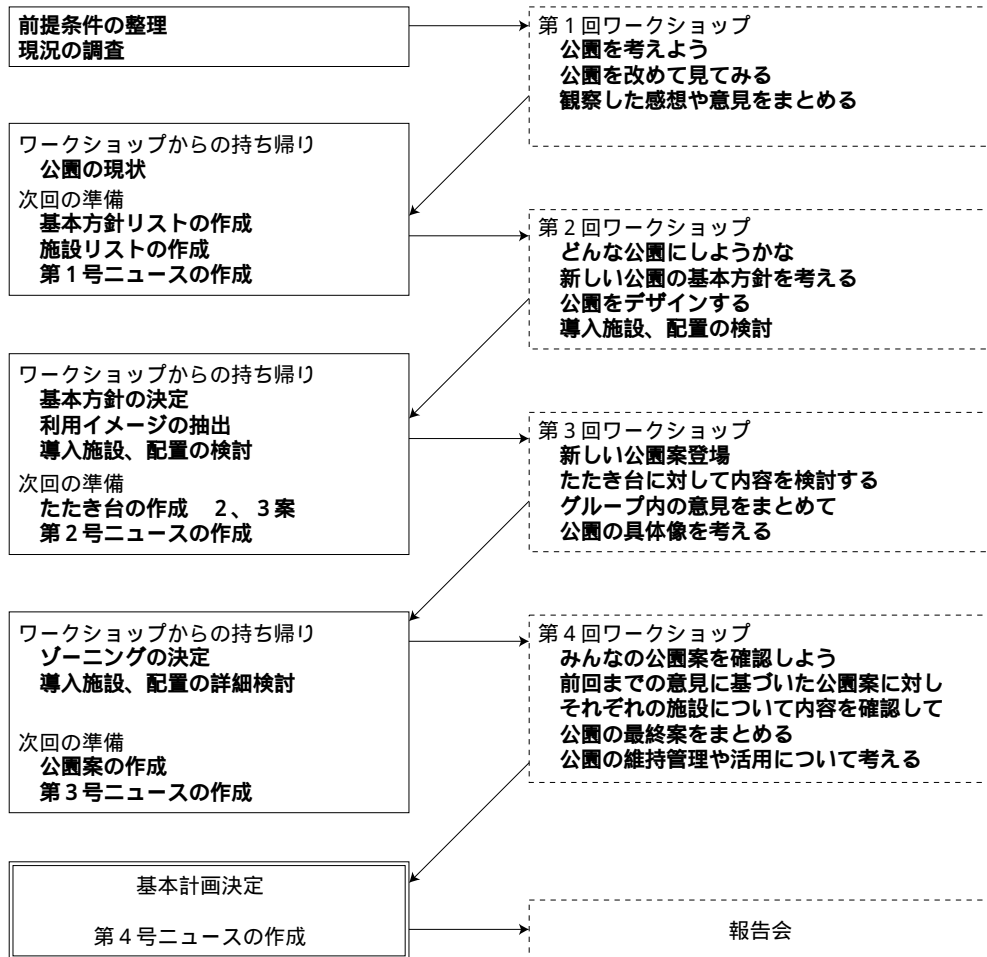 前提条件の整理
現況の調査
第1回ワークショップ
公園を考えよう
公園を改めて見てみる
観察した感想や意見をまとめる
ワークショップからの持ち帰り
公園の現状
次回の準備
基本方針リストの作成
施設リストの作成
第1号ニュースの作成
第2回ワークショップ
どんな公園にしようかな
新しい公園の基本方針を考える
公園をデザインする
導入施設、配置の検討
ワークショップからの持ち帰り
基本方針の決定
利用イメージの抽出
導入施設、配置の検討
次回の準備
たたき台の作成　2、3案
第2号ニュースの作成
第3回ワークショップ
新しい公園案登場
たたき台に対して内容を検討する
グループ内の意見をまとめて
公園の具体像を考える
ワークショップからの持ち帰り
ゾーニングの決定
導入施設、配置の詳細検討
次回の準備
公園案の作成
第3号ニュースの作成
第4回ワークショップ
みんなの公園案を確認しよう
前回までの意見に基づいた公園案に対し
それぞれの施設について内容を確認して
公園の最終案をまとめる
公園の維持管理や活用について考える
基本計画決定
第4号ニュースの作成
報告会